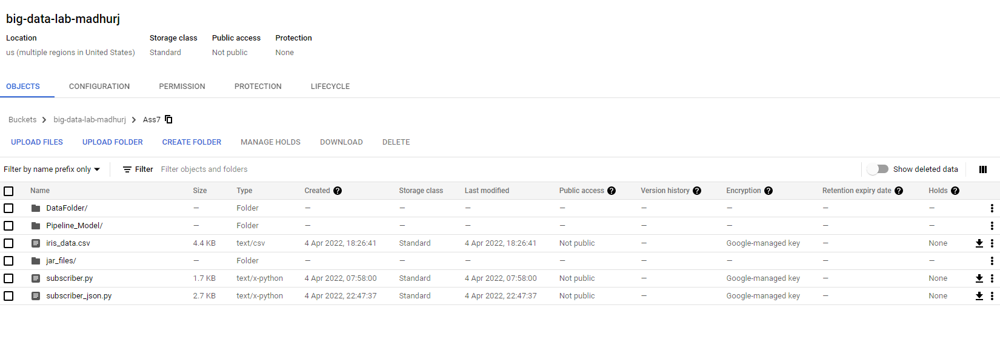 big-data-lab-madhurj
Location Storage class Public access Protection
us (multiple regions in United States) Standard Not public None
OBJECTS CONFIGURATION PERMISSION PROTECTION LIFECYCLE
Buckets > big-data-lab-madhurj > Ass7
UPLOAD FILES UPLOAD FOLDER CREATE FOLDER MANAGE HOLDS DOWNLOAD DELETE
Filter by name prefix only Filter Filter objects and folders Show deleted data
Name Size Type Created ? Storage class Last modified Public access ? Version history ? Encryption ? Retention expiry date ? Holds ?
DataFolder/ — Folder — — — — — — — —
Pipeline_Model/ — Folder — — — — — — — —
iris_data.csv 4.4 KB text/csv 4 Apr 2022, 18:26:41 Standard 4 Apr 2022, 18:26:41 Not public — Google-managed key — None
jar_files/ — Folder — — — — — — — —
subscriber.py 1.7 KB text/x-python 4 Apr 2022, 07:58:00 Standard 4 Apr 2022, 07:58:00 Not public — Google-managed key — None
subscriber_json.py 2.7 KB text/x-python 4 Apr 2022, 22:47:37 Standard 4 Apr 2022, 22:47:37 Not public — Google-managed key — None